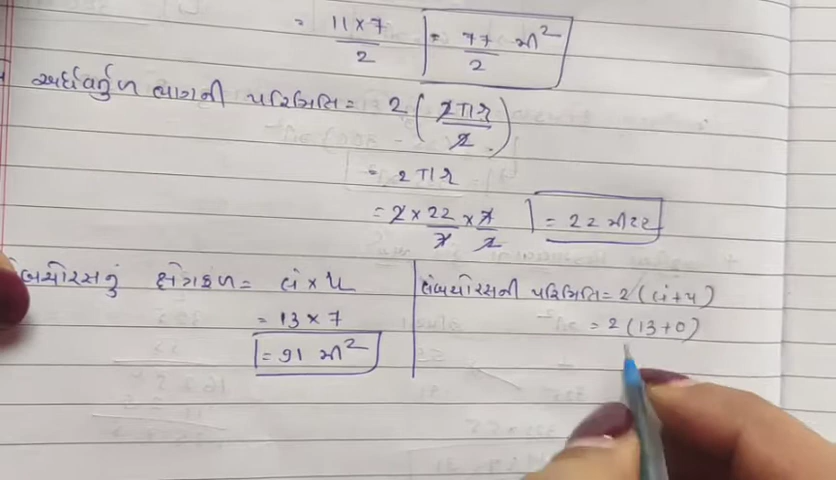 = 11 × 7 / 2 = 77/2 મી²
અર્ધવર્તુળ ભાગની પરિમિતિ = 2 ( 2πr / 2 )
= 2πr
= 2 × 22/7 × 7/2 = 22 મીટર
લંબચોરસનું ક્ષેત્રફળ = લં × પ
= 13 × 7
= 91 મી²
લંબચોરસની પરિમિતિ = 2 (લં + પ)
= 2 (13 + 0)